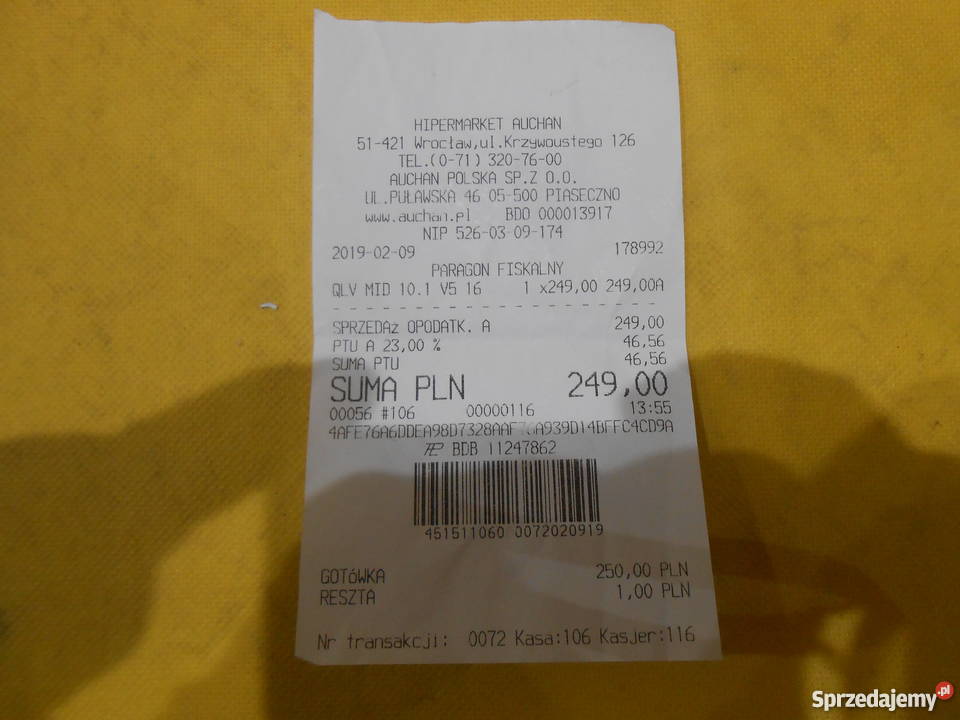 HIPERMARKET AUCHAN
51-421 Wrocław,ul.Krzywoustego 126
TEL.(0-71) 320-76-00
AUCHAN POLSKA SP.Z O.O.
UL.PUŁAWSKA 46 05-500 PIASECZNO
www.auchan.pl BDO 000013917
NIP 526-03-09-174
2019-02-09 178992
PARAGON FISKALNY
QLV MID 10.1 V5 16 1 x249,00 249,00A
SPRZEDAż OPODATK. A 249,00
PTU A 23,00 % 46,56
SUMA PTU 46,56
SUMA PLN 249,00
00056 #106 00000116 13:55
4AFE76A6DDEA98D7328AAF76A939D14BFFC4CD9A
BDB 11247862
451511060 0072020919
GOTóWKA 250,00 PLN
RESZTA 1,00 PLN
Nr transakcji: 0072 Kasa:106 Kasjer:116
Sprzedajemy.pl